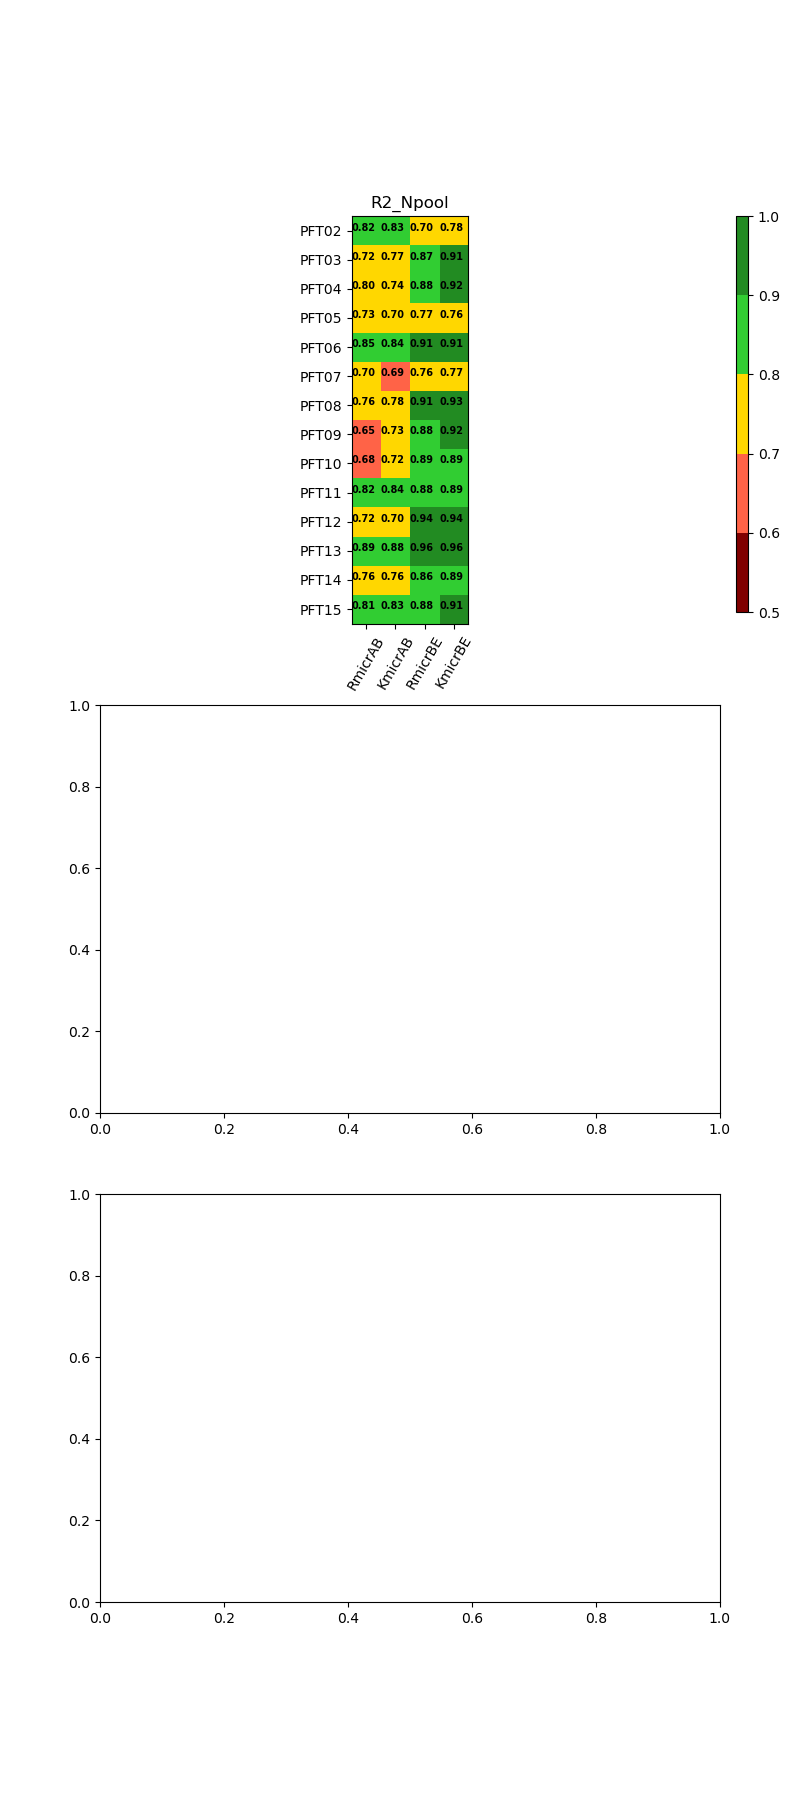 R2_Npool
PFT02 0.82 0.83 0.70 0.78
PFT03 0.72 0.77 0.87 0.91
PFT04 0.80 0.74 0.88 0.92
PFT05 0.73 0.70 0.77 0.76
PFT06 0.85 0.84 0.91 0.91
PFT07 0.70 0.69 0.76 0.77
PFT08 0.76 0.78 0.91 0.93
PFT09 0.65 0.73 0.88 0.92
PFT10 0.68 0.72 0.89 0.89
PFT11 0.82 0.84 0.88 0.89
PFT12 0.72 0.70 0.94 0.94
PFT13 0.89 0.88 0.96 0.96
PFT14 0.76 0.76 0.86 0.89
PFT15 0.81 0.83 0.88 0.91
RmicrAB KmicrAB RmicrBE KmicrBE
1.0
0.9
0.8
0.7
0.6
0.5
1.0
0.8
0.6
0.4
0.2
0.0
0.0 0.2 0.4 0.6 0.8 1.0
1.0
0.8
0.6
0.4
0.2
0.0
0.0 0.2 0.4 0.6 0.8 1.0